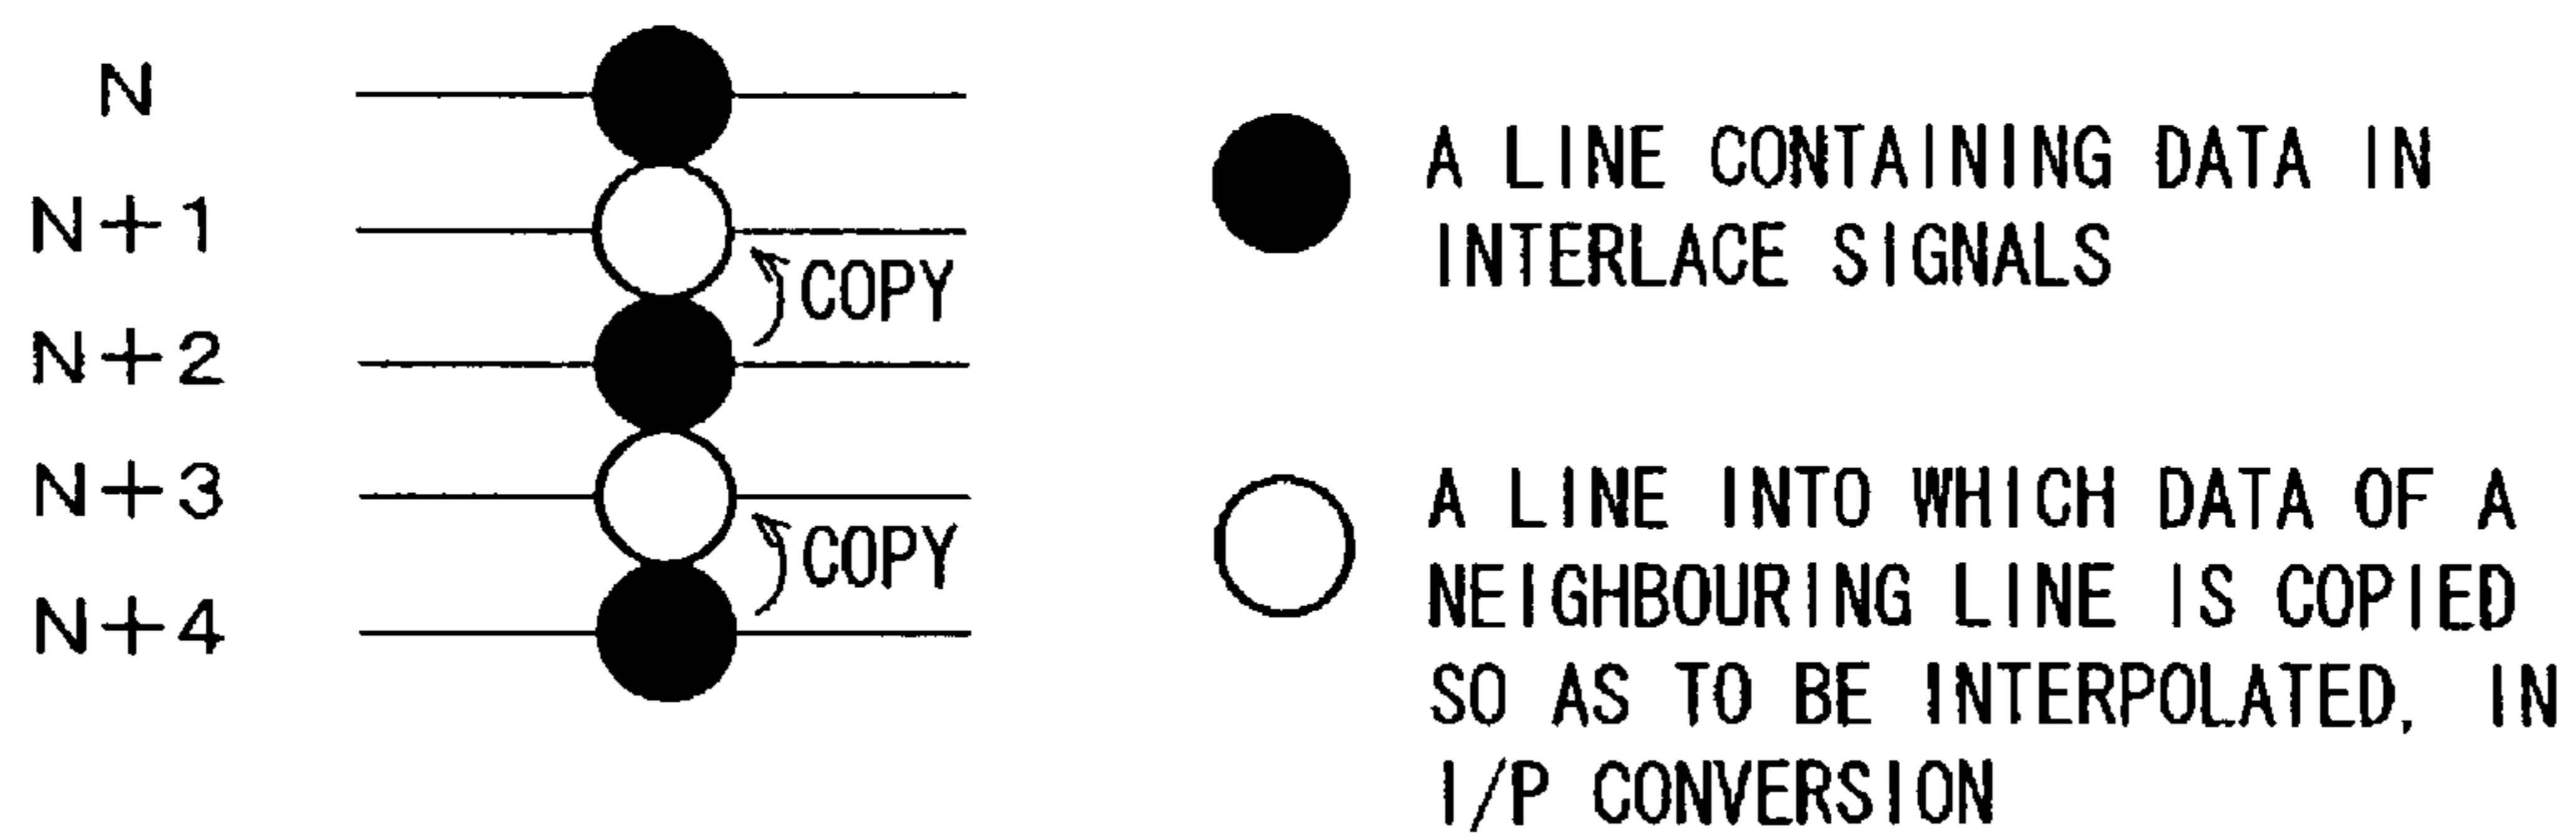 N
N+1
COPY
N+2
N+3
COPY
N+4
A LINE CONTAINING DATA IN
INTERLACE SIGNALS
A LINE INTO WHICH DATA OF A
NEIGHBOURING LINE IS COPIED
SO AS TO BE INTERPOLATED, IN
I/P CONVERSION